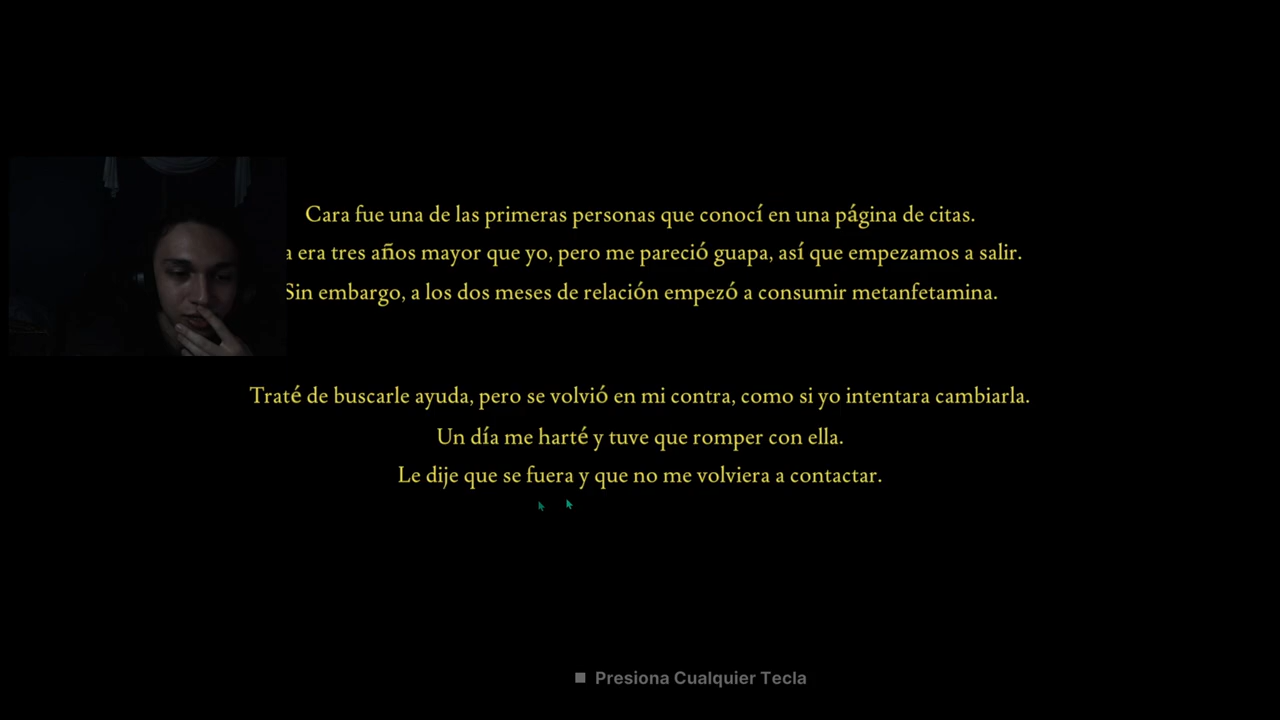 Cara fue una de las primeras personas que conocí en una página de citas.
a era tres años mayor que yo, pero me pareció guapa, así que empezamos a salir.
Sin embargo, a los dos meses de relación empezó a consumir metanfetamina.
Traté de buscarle ayuda, pero se volvió en mi contra, como si yo intentara cambiarla.
Un día me harté y tuve que romper con ella.
Le dije que se fuera y que no me volviera a contactar.
Presiona Cualquier Tecla